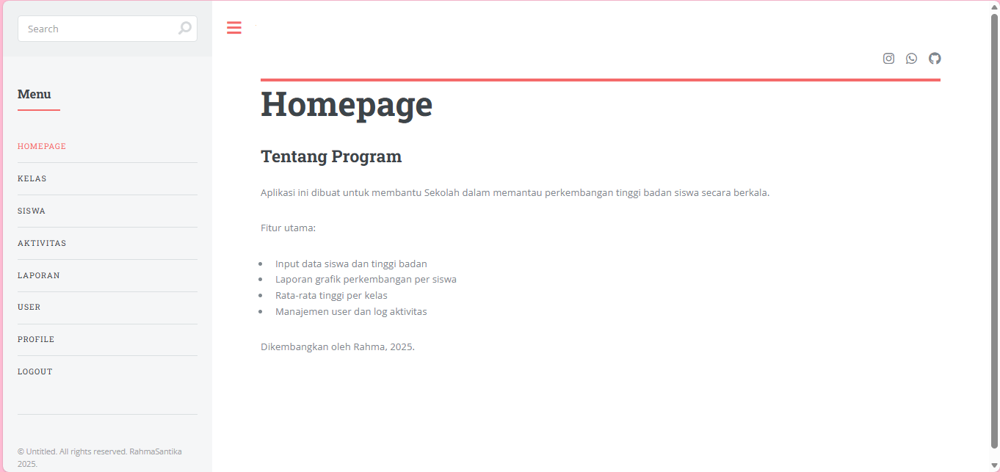 Search
Menu
HOMEPAGE
KELAS
SISWA
AKTIVITAS
LAPORAN
USER
PROFILE
LOGOUT
© Untitled. All rights reserved. RahmaSantika
2025.
Homepage
Tentang Program
Aplikasi ini dibuat untuk membantu Sekolah dalam memantau perkembangan tinggi badan siswa secara berkala.
Fitur utama:
• Input data siswa dan tinggi badan
• Laporan grafik perkembangan per siswa
• Rata-rata tinggi per kelas
• Manajemen user dan log aktivitas
Dikembangkan oleh Rahma, 2025.